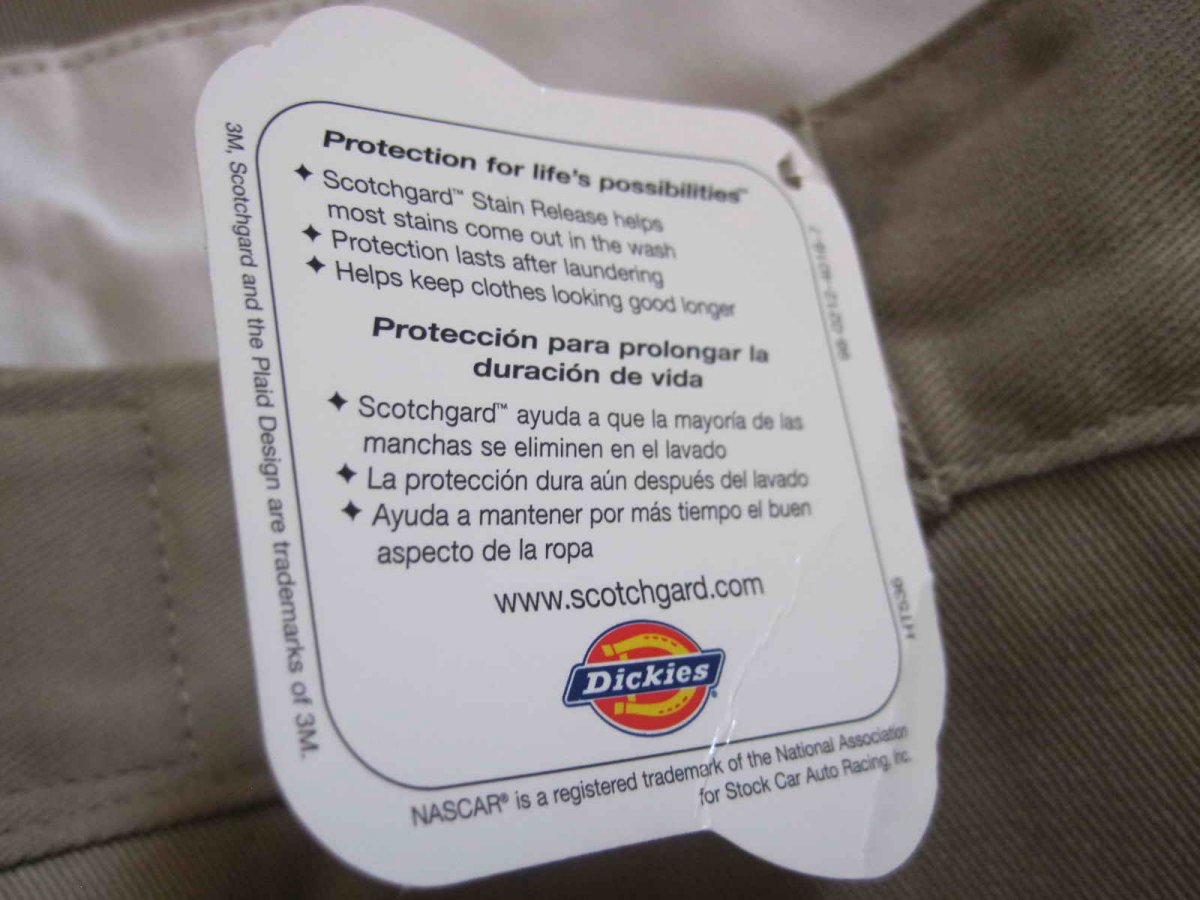 Protection for life's possibilities™
✦ Scotchgard™ Stain Release helps
most stains come out in the wash
✦ Protection lasts after laundering
✦ Helps keep clothes looking good longer
Protección para prolongar la
duración de vida
✦ Scotchgard™ ayuda a que la mayoría de las
manchas se eliminen en el lavado
✦ La protección dura aún después del lavado
✦ Ayuda a mantener por más tiempo el buen
aspecto de la ropa
www.scotchgard.com
Dickies®
NASCAR® is a registered trademark of the National Association
for Stock Car Auto Racing, Inc.
3M, Scotchgard and the Plaid Design are trademarks of 3M.
HT536